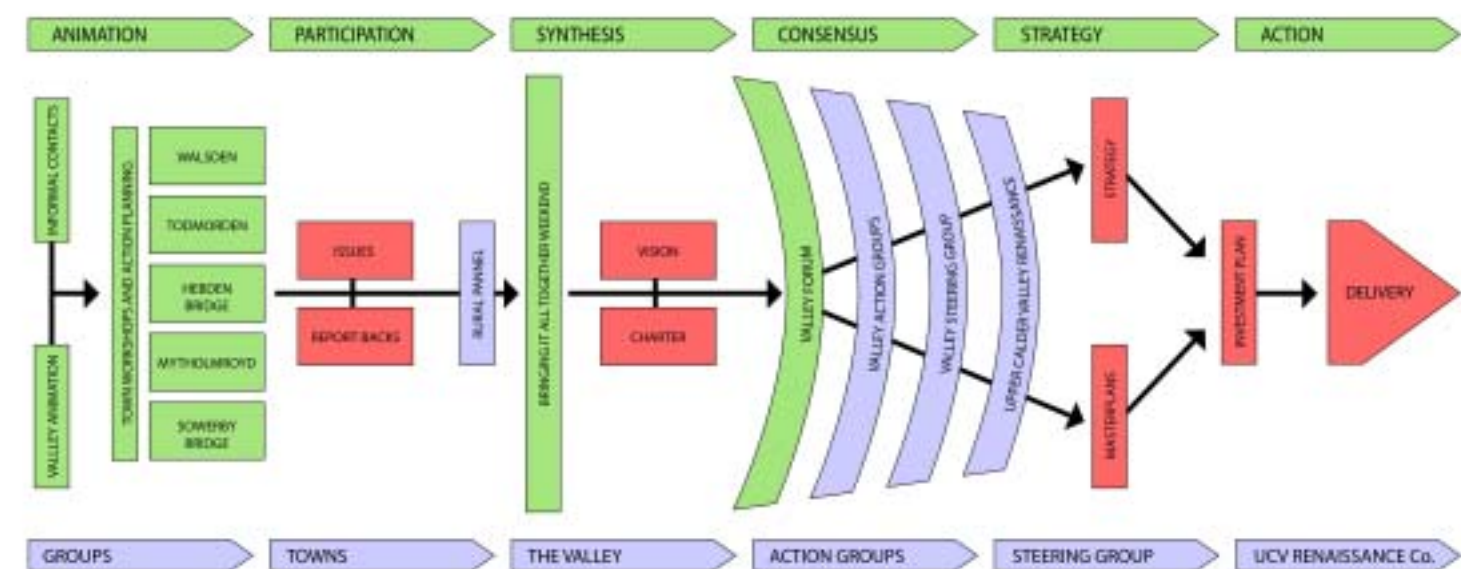 ANIMATION
PARTICIPATION
SYNTHESIS
CONSENSUS
STRATEGY
ACTION
INFORMAL CONTACTS
VALLEY ANIMATION
TOWN WORKSHOPS AND ACTION PLANNING
WALSDEN
TODMORDEN
HEBDEN
BRIDGE
MYTHOLMROYD
SOWERBY
BRIDGE
ISSUES
REPORT BACKS
RURAL PANNEL
BRINGING IT ALL TOGETHER WEEKEND
VISION
CHARTER
VALLEY FORUM
VALLEY ACTION GROUPS
VALLEY STEERING GROUP
UPPER CALDER VALLEY RENAISSANCE
STRATEGY
MASTERPLANS
INVESTMENT PLAN
DELIVERY
GROUPS
TOWNS
THE VALLEY
ACTION GROUPS
STEERING GROUP
UCV RENAISSANCE Co.